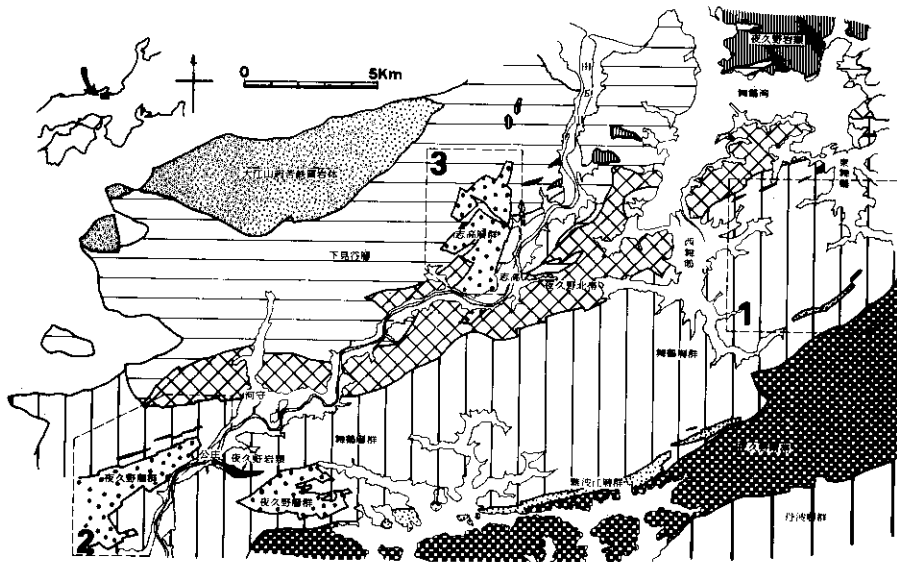 夜久野岩類
0 5Km
舞鶴湾
3
東舞鶴
大江山超苦鉄質岩体
志高層群
西舞鶴
下見谷層
志高
夜久野北帯
1
舞鶴層群
河守
舞鶴層群
公庄
夜久野岩類
夜久野層群
難波江層群
夜久野層群
丹波層群
2